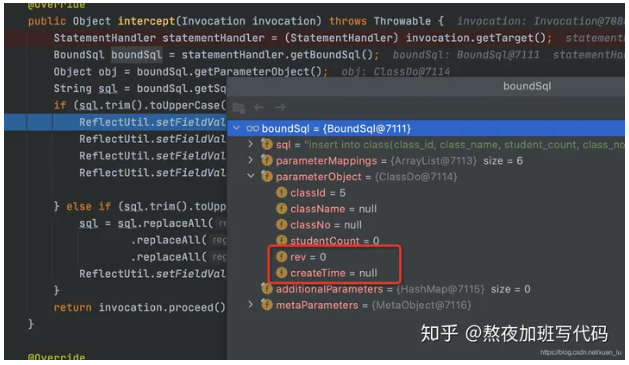 @Override
public Object intercept(Invocation invocation) throws Throwable {  invocation: Invocation@708
StatementHandler statementHandler = (StatementHandler) invocation.getTarget();  statem
BoundSql boundSql = statementHandler.getBoundSql();  boundSql: BoundSql@7111  statementHa
Object obj = boundSql.getParameterObject();  obj: ClassDo@7114
String sql = boundSql.getSq
if (sql.trim().toUpperCase(
ReflectUtil.setFieldVal
ReflectUtil.setFieldVal
ReflectUtil.setFieldVal
ReflectUtil.setFieldVal
} else if (sql.trim().toUpp
sql = sql.replaceAll( reg
.replaceAll( reg
.replaceAll( reg
ReflectUtil.setFieldVal
}
return invocation.proceed()
}
@Override
boundSql
boundSql = {BoundSql@7111}
sql = "insert into class(class_id, class_name, student_count, class_no
parameterMappings = {ArrayList@7113}  size = 6
parameterObject = {ClassDo@7114}
classId = 5
className = null
classNo = null
studentCount = 0
rev = 0
createTime = null
additionalParameters = {HashMap@7115}  size = 0
metaParameters = {MetaObject@7116}
知乎 @熬夜加班写代码
https://blog.csdn.net/xuan_lu